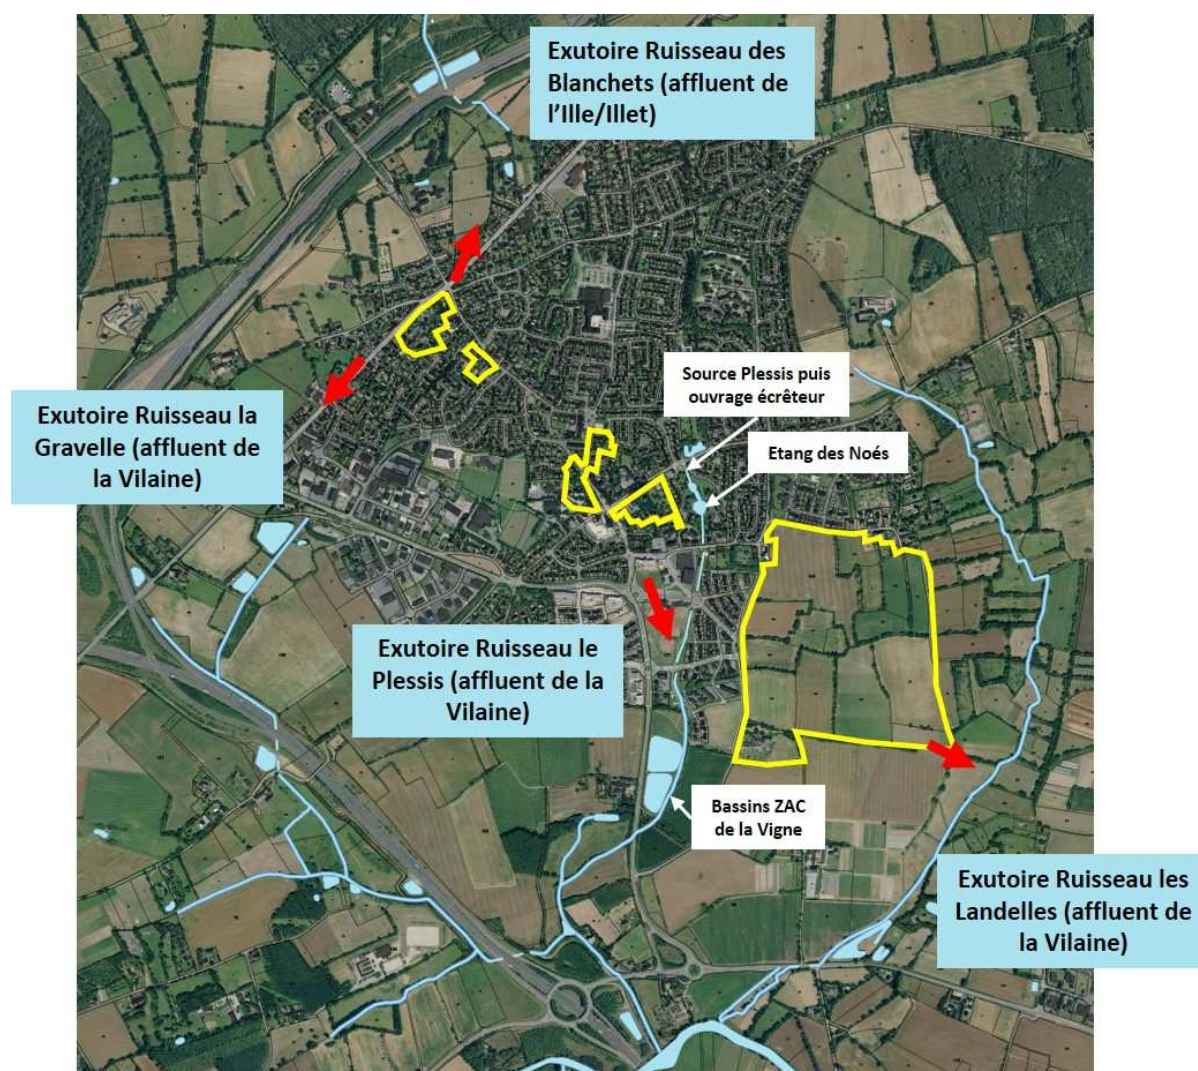 Exutoire Ruisseau des
Blanchets (affluent de
l’Ille/Illet)
Source Plessis puis
ouvrage écrêteur
Exutoire Ruisseau la
Gravelle (affluent de
la Vilaine)
Etang des Noés
Exutoire Ruisseau le
Plessis (affluent de la
Vilaine)
Bassins ZAC
de la Vigne
Exutoire Ruisseau les
Landelles (affluent de
la Vilaine)